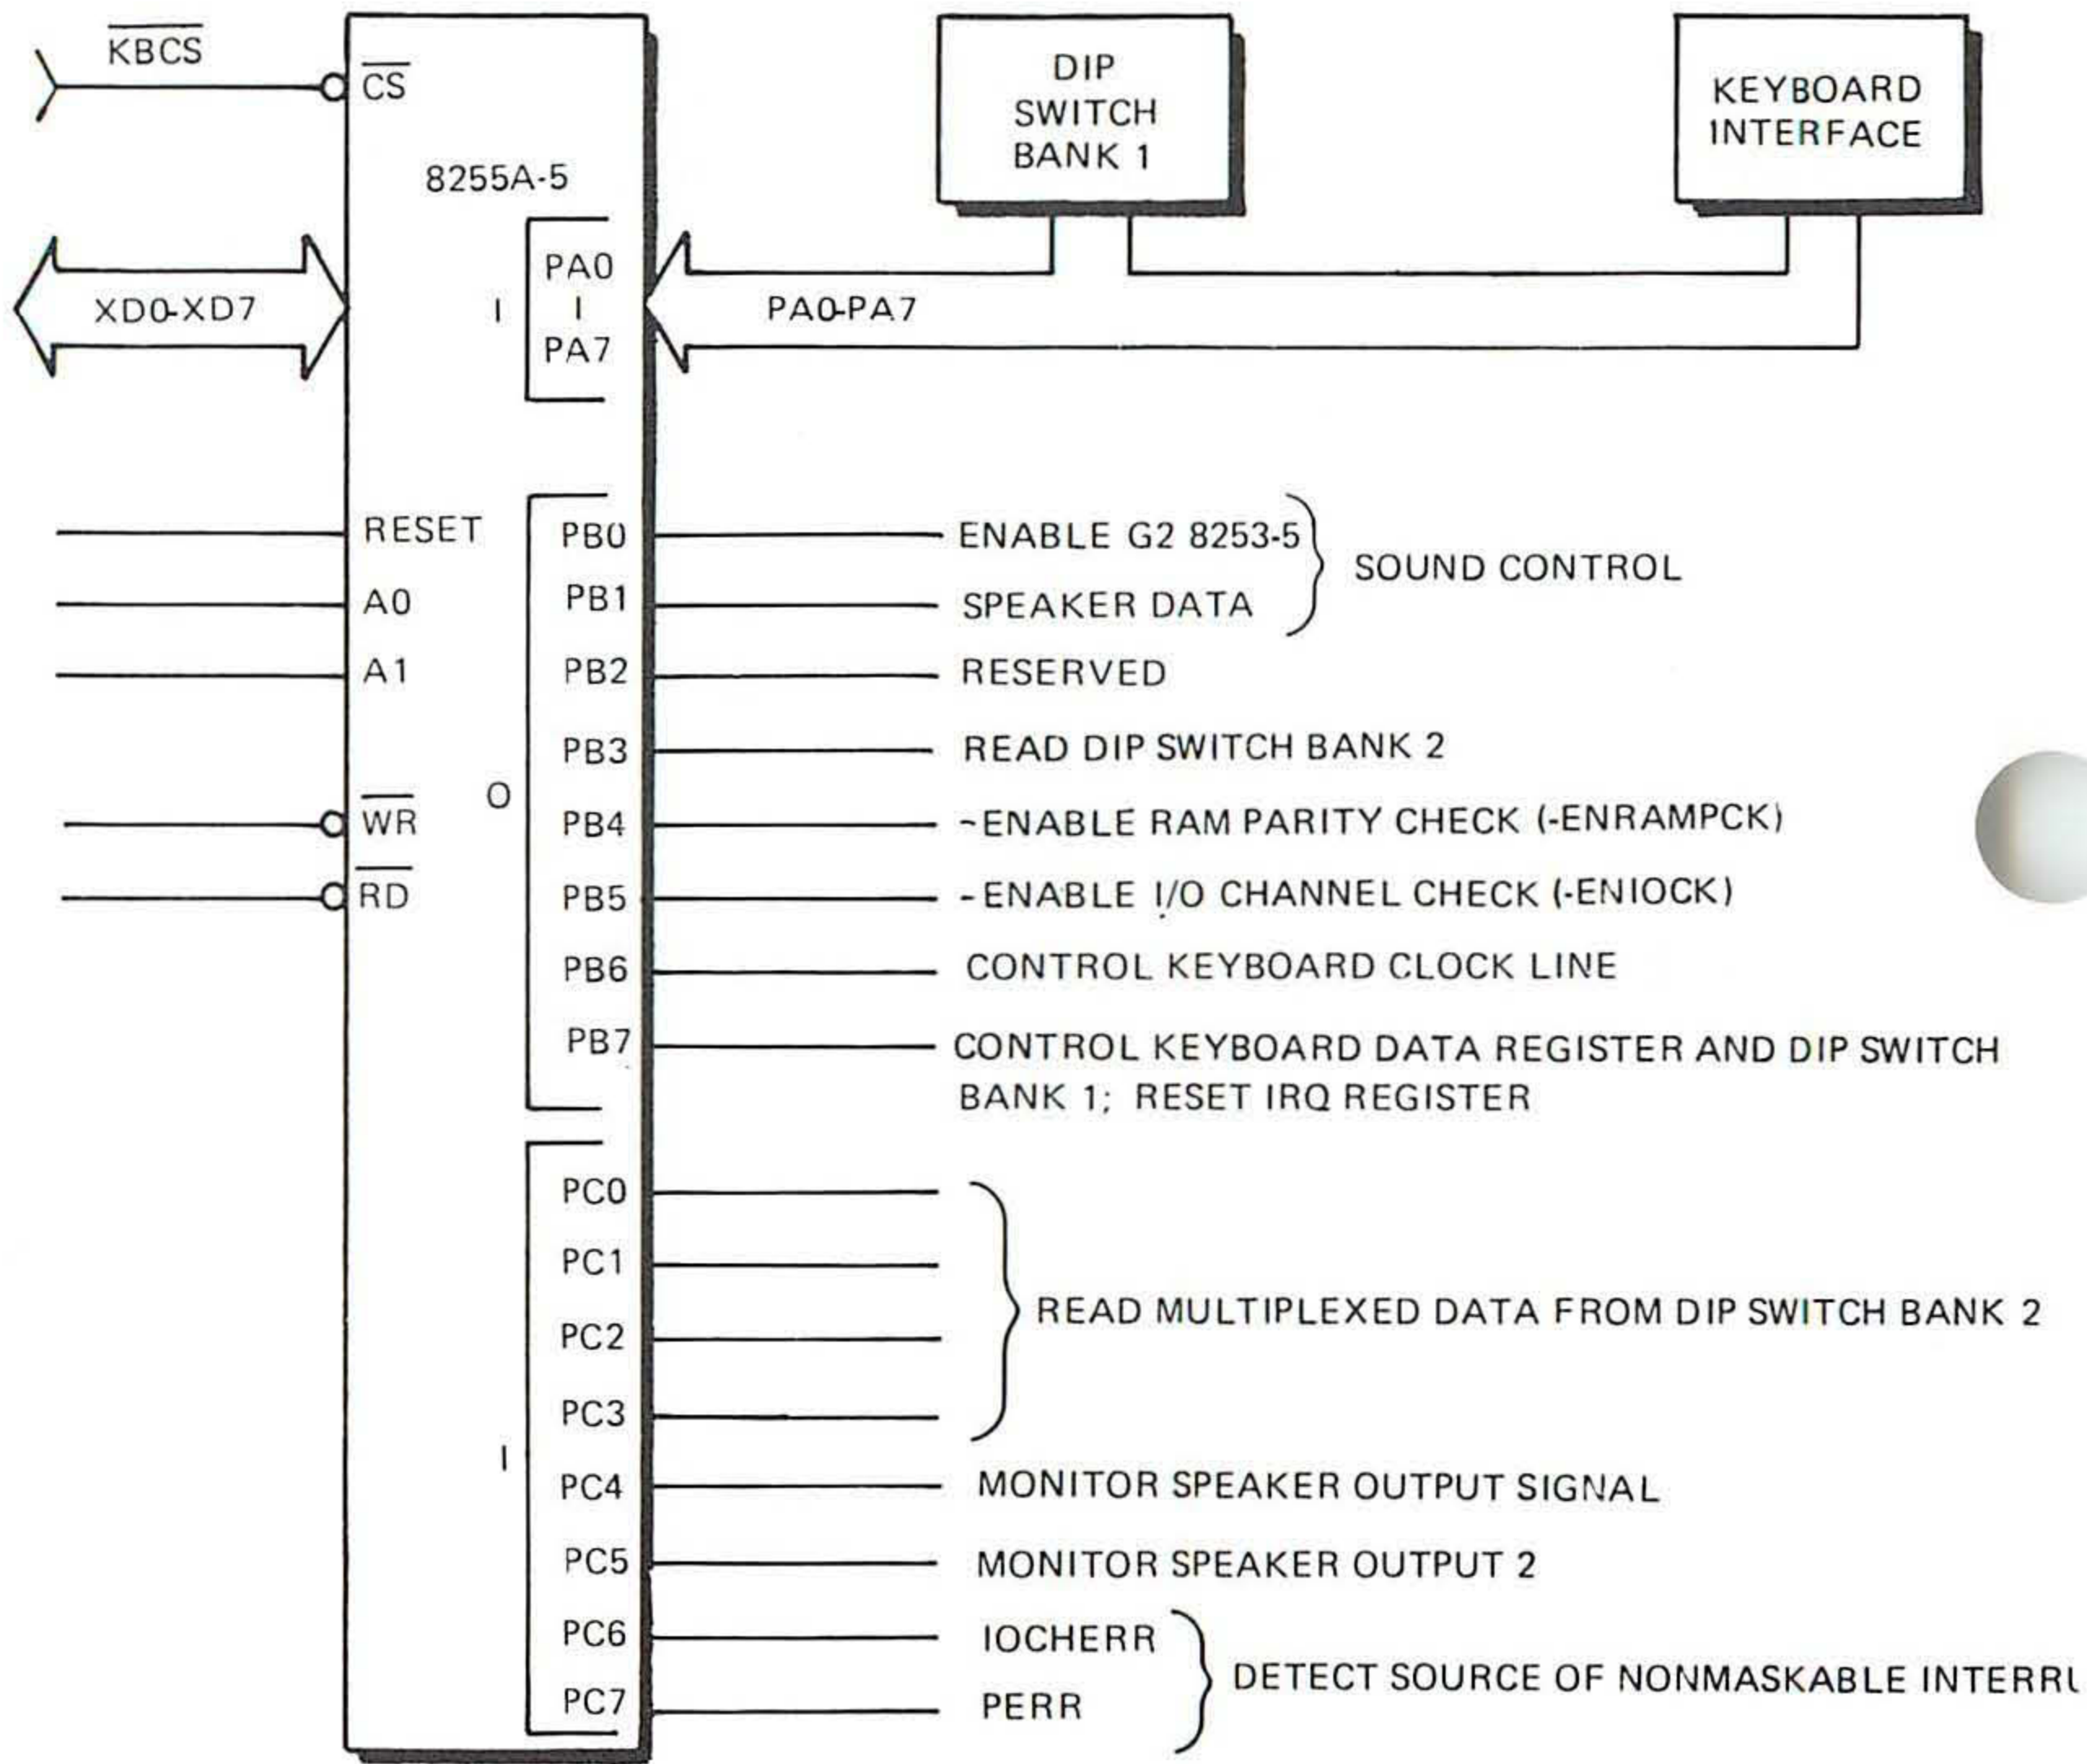 KBCS
CS
8255A-5
DIP
SWITCH
BANK 1
KEYBOARD
INTERFACE
XD0-XD7
I
PA0
I
PA7
PA0-PA7
RESET
A0
A1
WR
RD
O
PB0
ENABLE G2 8253-5
SOUND CONTROL
PB1
SPEAKER DATA
PB2
RESERVED
PB3
READ DIP SWITCH BANK 2
PB4
-ENABLE RAM PARITY CHECK (-ENRAMPCK)
PB5
-ENABLE I/O CHANNEL CHECK (-ENIOCK)
PB6
CONTROL KEYBOARD CLOCK LINE
PB7
CONTROL KEYBOARD DATA REGISTER AND DIP SWITCH
BANK 1; RESET IRQ REGISTER
I
PC0
PC1
PC2
PC3
READ MULTIPLEXED DATA FROM DIP SWITCH BANK 2
PC4
MONITOR SPEAKER OUTPUT SIGNAL
PC5
MONITOR SPEAKER OUTPUT 2
PC6
IOCHERR
PC7
PERR
DETECT SOURCE OF NONMASKABLE